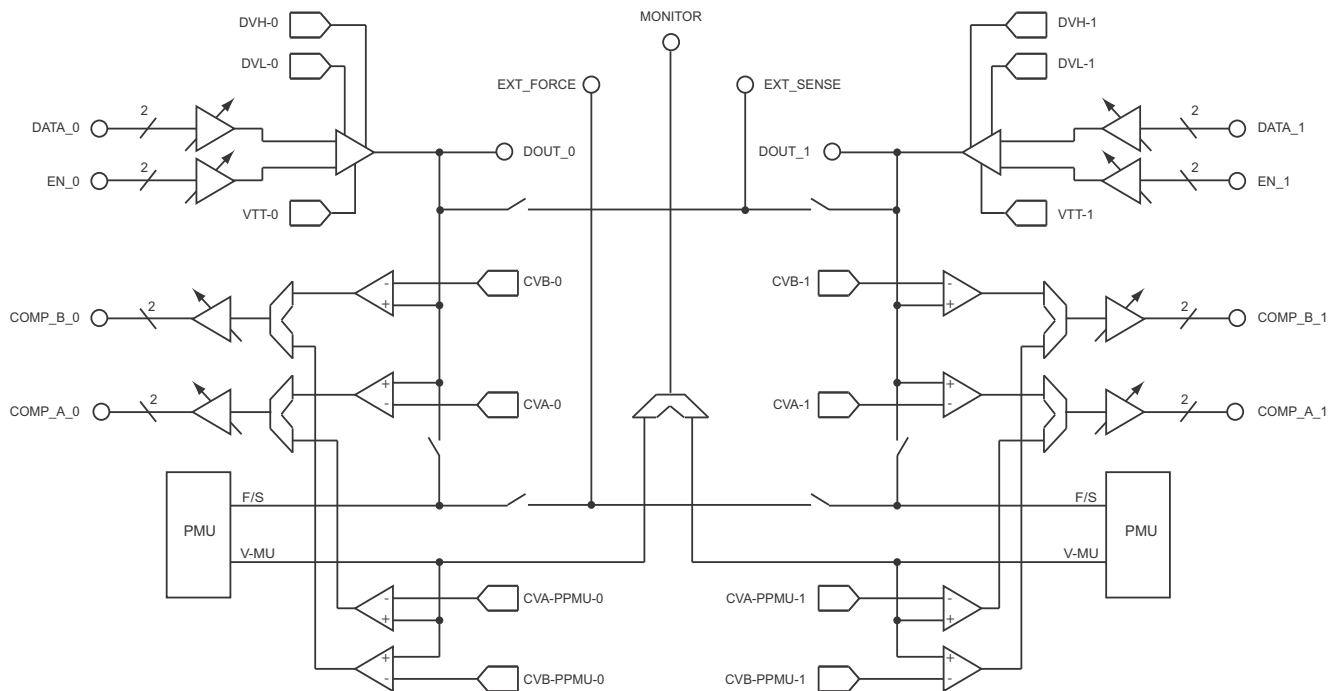 MONITOR
DVH-0
DVH-1
DVL-0
DVL-1
EXT_FORCE
EXT_SENSE
DATA_0
2
2
DATA_1
DOUT_0
DOUT_1
EN_0
2
2
EN_1
VTT-0
VTT-1
CVB-0
CVB-1
-
+
-
+
COMP_B_0
2
2
COMP_B_1
CVA-0
CVA-1
+
-
+
-
COMP_A_0
2
2
COMP_A_1
PMU
F/S
F/S
PMU
V-MU
V-MU
CVA-PPMU-0
CVA-PPMU-1
-
+
-
+
CVB-PPMU-0
CVB-PPMU-1
+
-
+
-